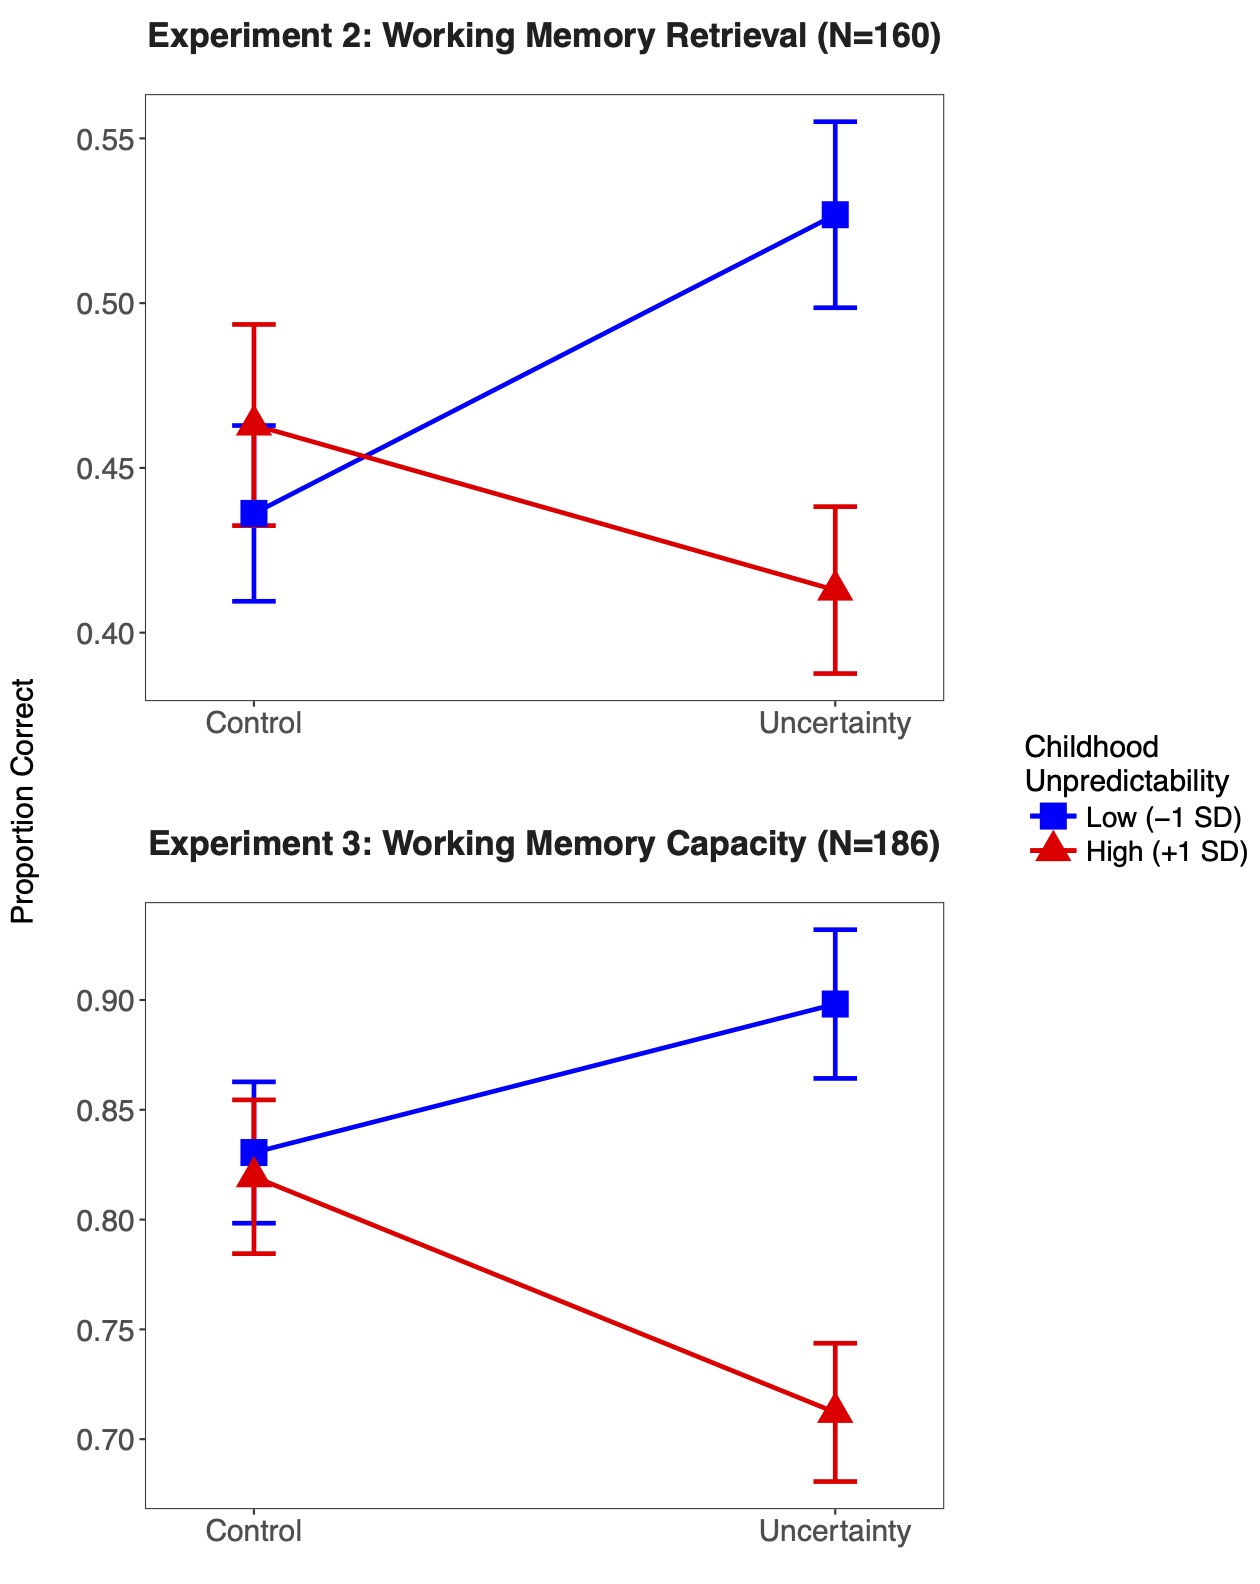 Experiment 2: Working Memory Retrieval (N=160)
0.55
0.50
0.45
0.40
Control
Uncertainty
Proportion Correct
Childhood
Unpredictability
Low (−1 SD)
High (+1 SD)
Experiment 3: Working Memory Capacity (N=186)
0.90
0.85
0.80
0.75
0.70
Control
Uncertainty